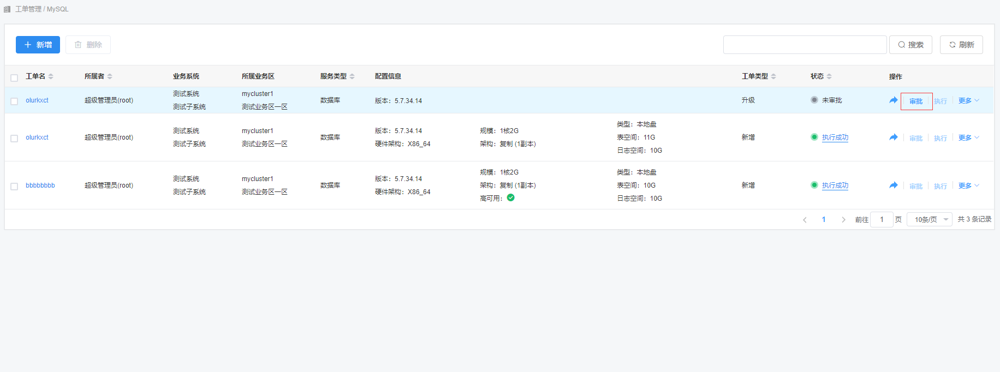 工单管理 / MySQL
新增 删除 搜索 刷新
工单名 所属者 业务系统 所属业务区 服务类型 配置信息 工单类型 状态 操作
olurkxct 超级管理员(root) 测试系统 mycluster1 数据库 版本：5.7.34.14 升级 未审批 审批 执行 更多
测试子系统 测试业务区一区
olurkxct 超级管理员(root) 测试系统 mycluster1 数据库 版本：5.7.34.14 规模：1核2G 类型：本地盘 新增 执行成功 审批 执行 更多
测试子系统 测试业务区一区 硬件架构：X86_64 架构：复制 (1副本) 表空间：11G
日志空间：10G
bbbbbbbb 超级管理员(root) 测试系统 mycluster1 数据库 版本：5.7.34.14 规模：1核2G 类型：本地盘 新增 执行成功 审批 执行 更多
测试子系统 测试业务区一区 硬件架构：X86_64 架构：复制 (1副本) 表空间：10G
高可用： 日志空间：10G
1 前往 1 页 10条/页 共 3 条记录